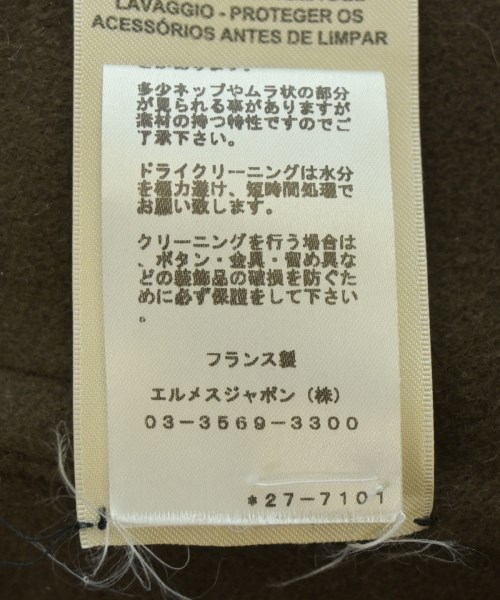 LAVAGGIO - PROTEGER OS
ACESSÓRIOS ANTES DE LIMPAR
多少ネップやムラ状の部分
が見られる事がありますが
素材の持つ特性ですのでご
了承下さい。
ドライクリーニングは水分
を極力避け、短時間処理で
お願い致します。
クリーニングを行う場合は
、ボタン・金具・留め具な
どの装飾品の破損を防ぐた
めに必ず保護をして下さい
。
フランス製
エルメスジャポン（株）
03-3569-3300
*27-7101